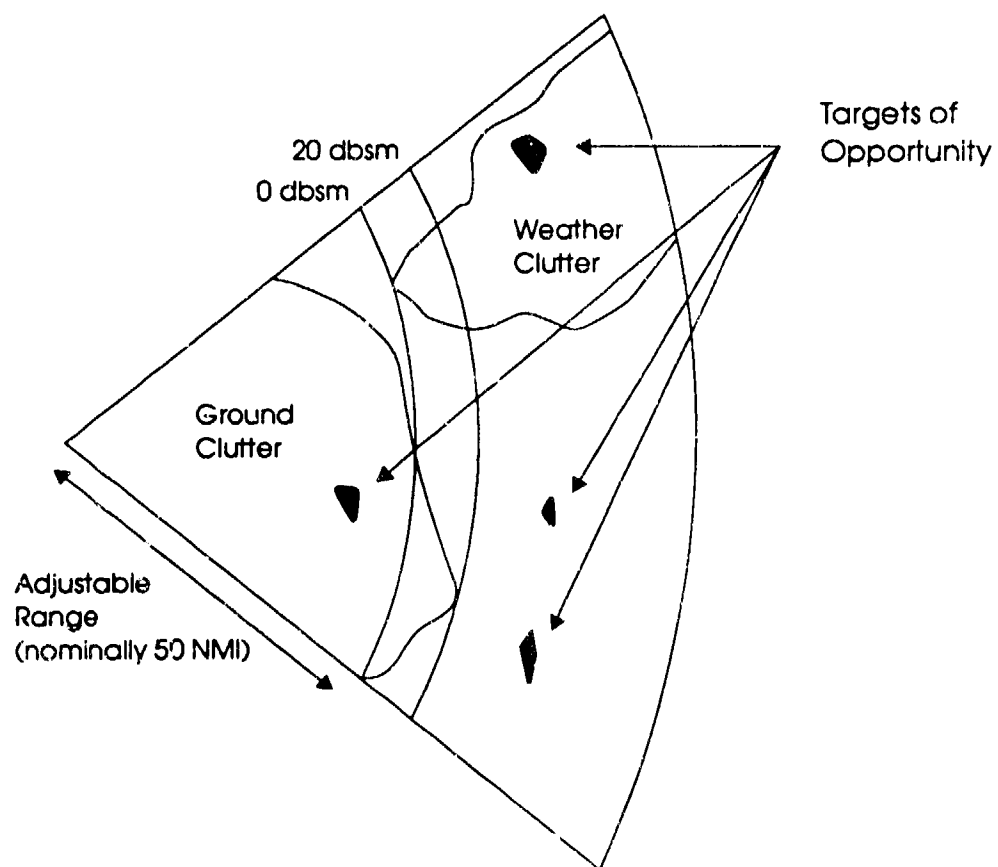 Targets of
Opportunity
20 dbsm
0 dbsm
Weather
Clutter
Ground
Clutter
Adjustable
Range
(nominally 50 NMI)